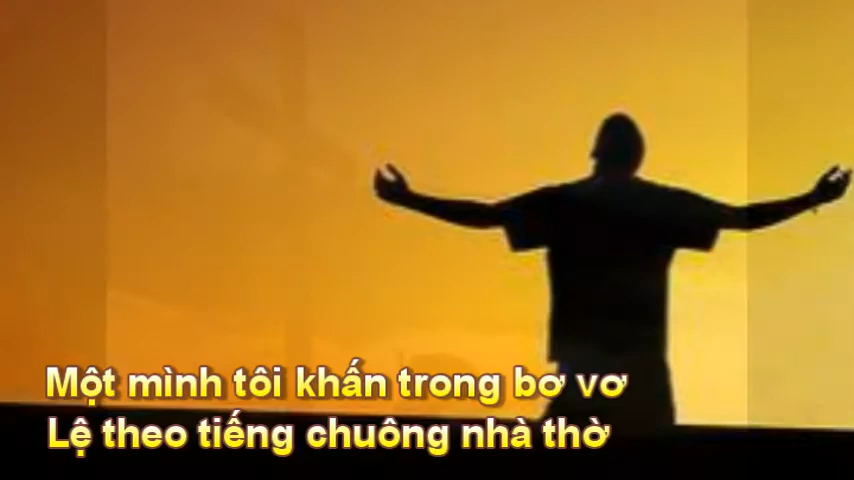 Một mình tôi khấn trong bơ vơ
Lệ theo tiếng chuông nhà thờ